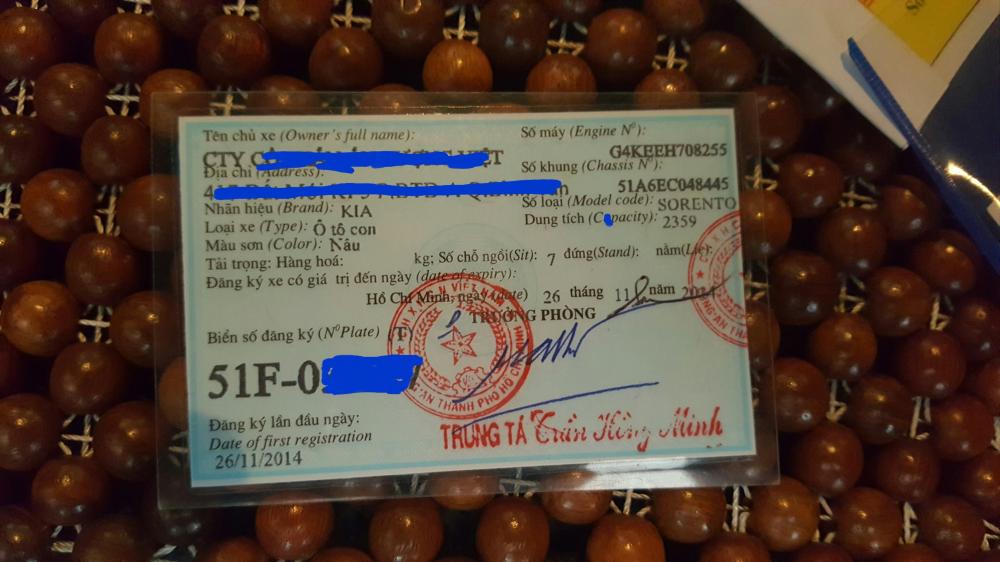 Tên chủ xe (Owner's full name):
CTY VIỆT
Địa chỉ (Address):
Nhãn hiệu (Brand): KIA
Loại xe (Type): Ô tô con
Màu sơn (Color): Nâu
Tải trọng: Hàng hoá: kg; Số chỗ ngồi(Sit): 7 đứng(Stand): nằm(Lie):
Đăng ký xe có giá trị đến ngày (date of expiry):
Số máy (Engine Nº):
G4KEEH708255
Số khung (Chassis Nº):
51A6EC048445
Số loại (Model code): SORENTO
Dung tích (Capacity): 2359
Hồ Chí Minh, ngày (date) 26 tháng 11 năm 2014
TRƯỞNG PHÒNG
Biển số đăng ký (NºPlate) (T)
51F-0
Đăng ký lần đầu ngày:
Date of first registration
26/11/2014
TRUNG TÁ Trần Hồng Minh